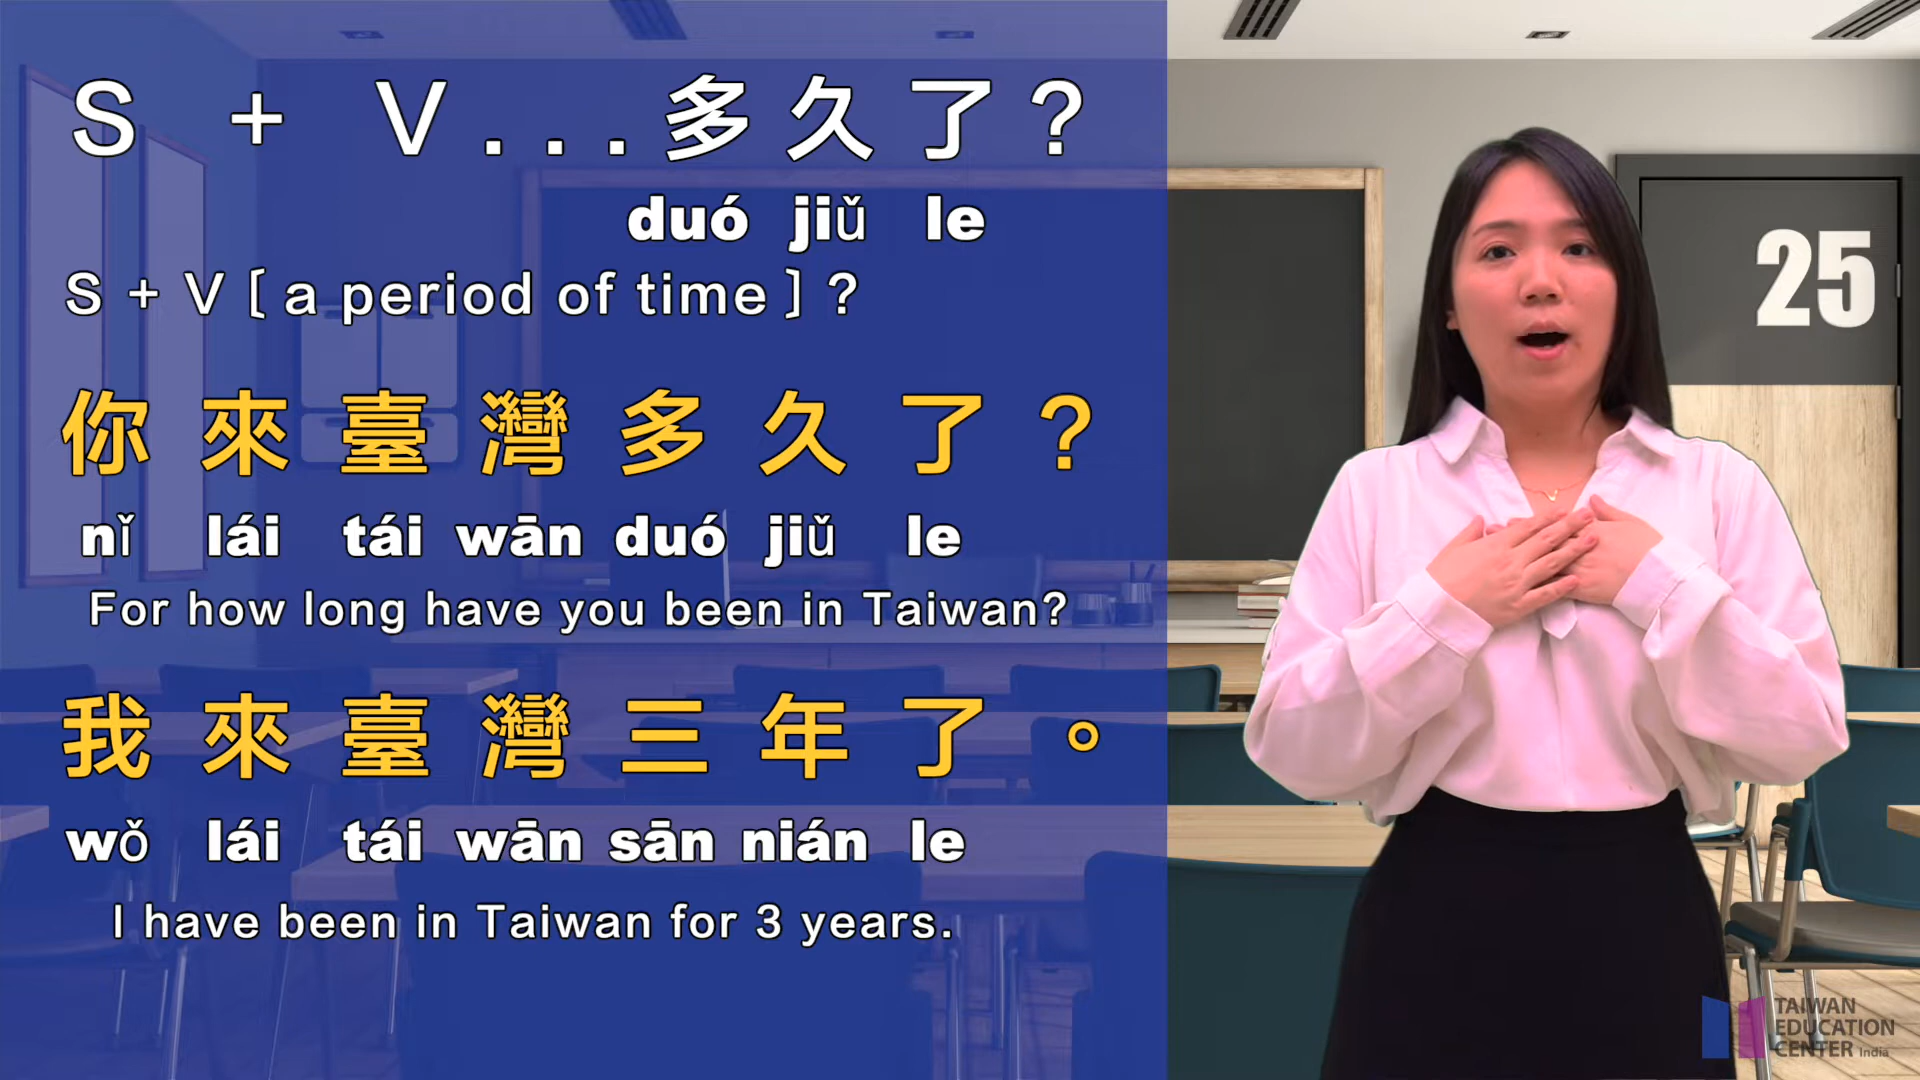 S + V...多久了?
duó jiǔ le
S + V [ a period of time ] ?
你來臺灣多久了?
nǐ lái tái wān duó jiǔ le
For how long have you been in Taiwan?
我來臺灣三年了。
wǒ lái tái wān sān nián le
I have been in Taiwan for 3 years.
25
TAIWAN
EDUCATION
CENTER India